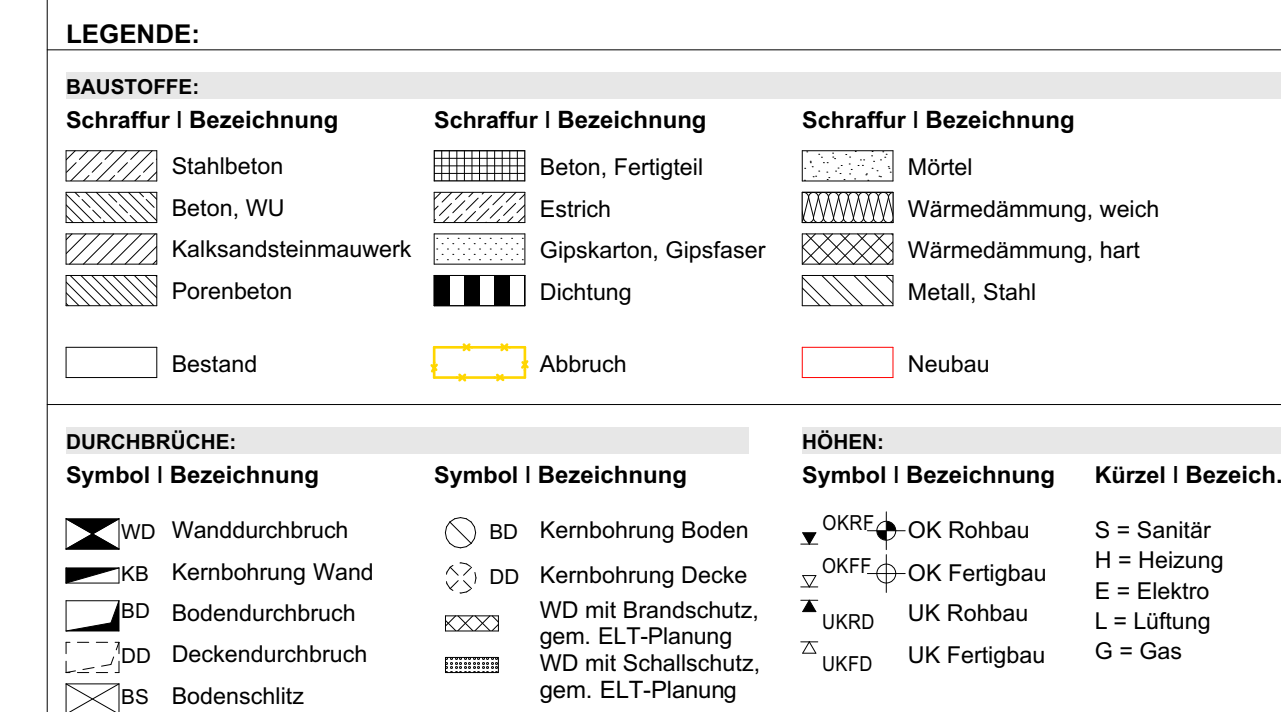 LEGENDE:
BAUSTOFFE:
Schraffur I Bezeichnung
Stahlbeton
Beton, WU
Kalksandsteinmauwerk
Porenbeton
Bestand
Schraffur I Bezeichnung
Beton, Fertigteil
Estrich
Gipskarton, Gipsfaser
Dichtung
Abbruch
Schraffur I Bezeichnung
Mörtel
Wärmedämmung, weich
Wärmedämmung, hart
Metall, Stahl
Neubau
DURCHBRÜCHE:
Symbol I Bezeichnung
WD Wanddurchbruch
KB Kernbohrung Wand
BD Bodendurchbruch
DD Deckendurchbruch
BS Bodenschlitz
Symbol I Bezeichnung
BD Kernbohrung Boden
DD Kernbohrung Decke
WD mit Brandschutz,
gem. ELT-Planung
WD mit Schallschutz,
gem. ELT-Planung
HÖHEN:
Symbol I Bezeichnung
OKRF OK Rohbau
OKFF OK Fertigbau
UKRD UK Rohbau
UKFD UK Fertigbau
Kürzel I Bezeich.
S = Sanitär
H = Heizung
E = Elektro
L = Lüftung
G = Gas